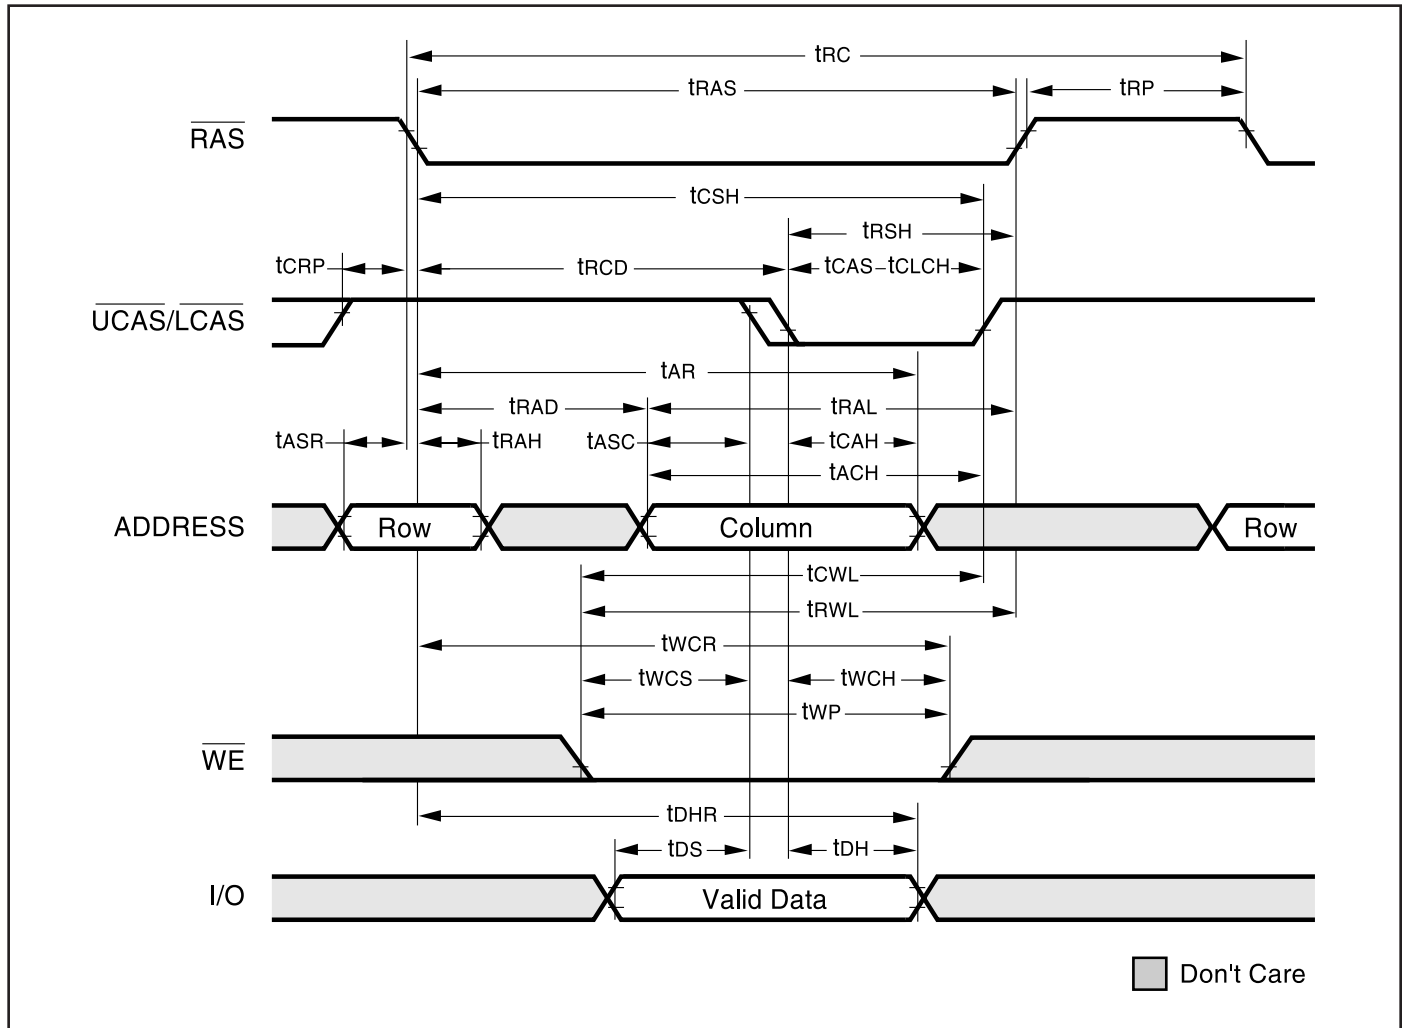 tRC
tRAS
tRP
RAS
tCSH
tRSH
tCRP
tRCD
tCAS
tCLCH
UCAS/LCAS
tAR
tRAD
tRAL
tASR
tRAH
tASC
tCAH
tACH
ADDRESS
Row
Column
Row
tCWL
tRWL
tWCR
tWCS
tWCH
tWP
WE
tDHR
tDS
tDH
I/O
Valid Data
Don't Care